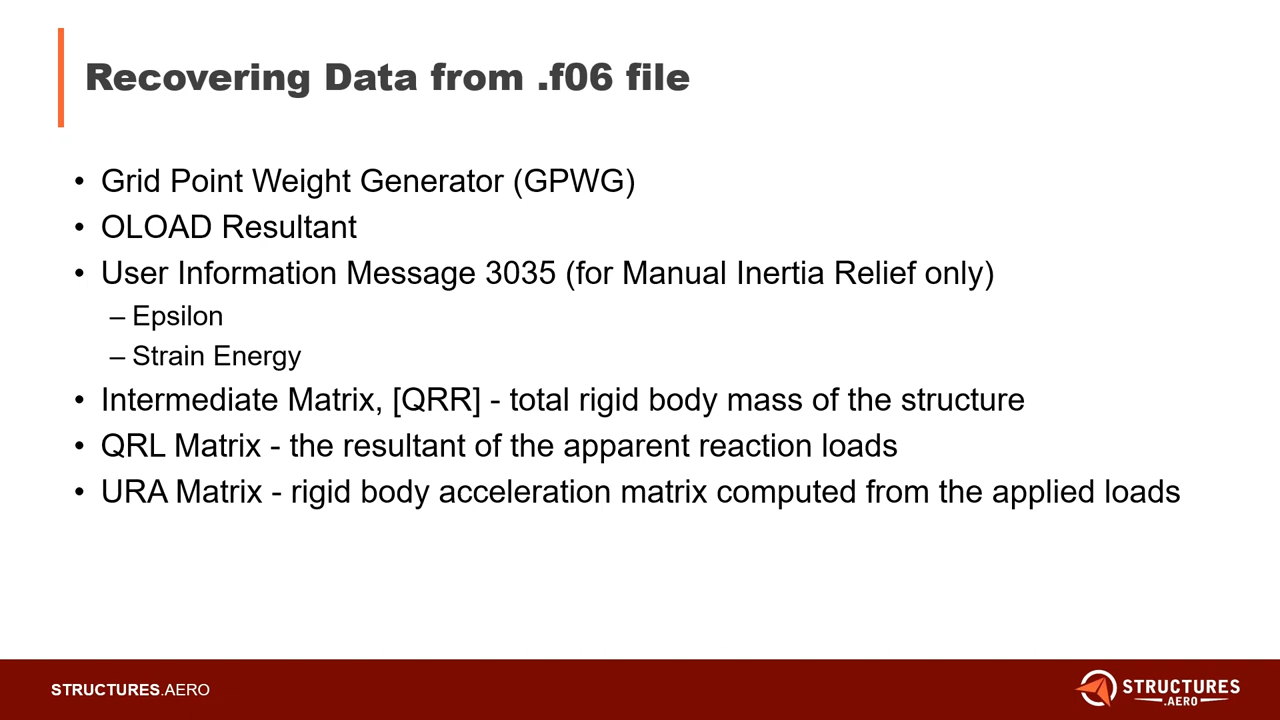 Recovering Data from .f06 file
• Grid Point Weight Generator (GPWG)
• OLOAD Resultant
• User Information Message 3035 (for Manual Inertia Relief only)
– Epsilon
– Strain Energy
• Intermediate Matrix, [QRR] - total rigid body mass of the structure
• QRL Matrix - the resultant of the apparent reaction loads
• URA Matrix - rigid body acceleration matrix computed from the applied loads
STRUCTURES.AERO
STRUCTURES
.AERO